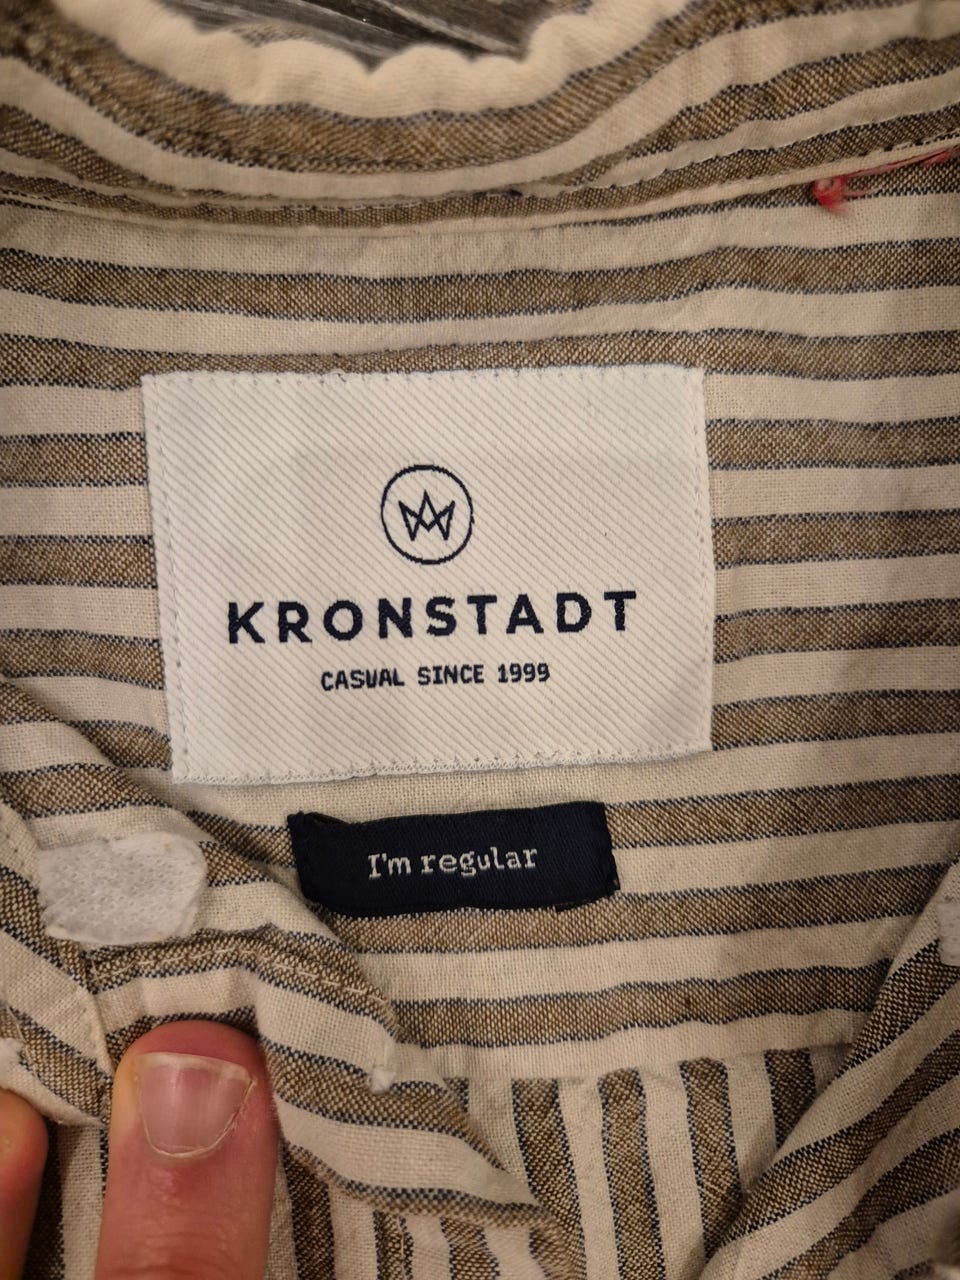 KRONSTADT
CASUAL SINCE 1999
I'm regular